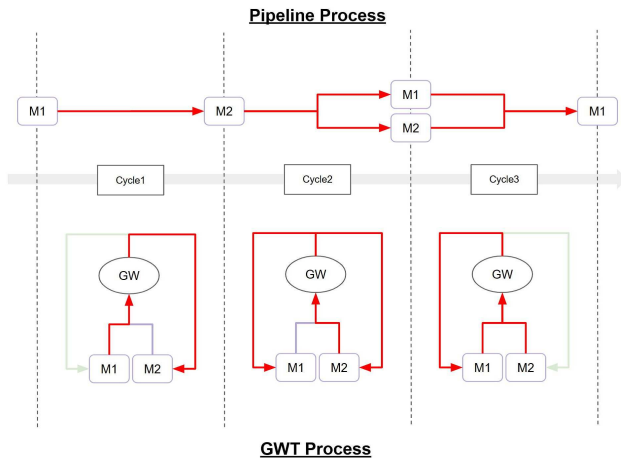 Pipeline Process
M1
M1 M2 M1
M2
Cycle1 Cycle2 Cycle3
GW GW GW
M1 M2 M1 M2 M1 M2
GWT Process